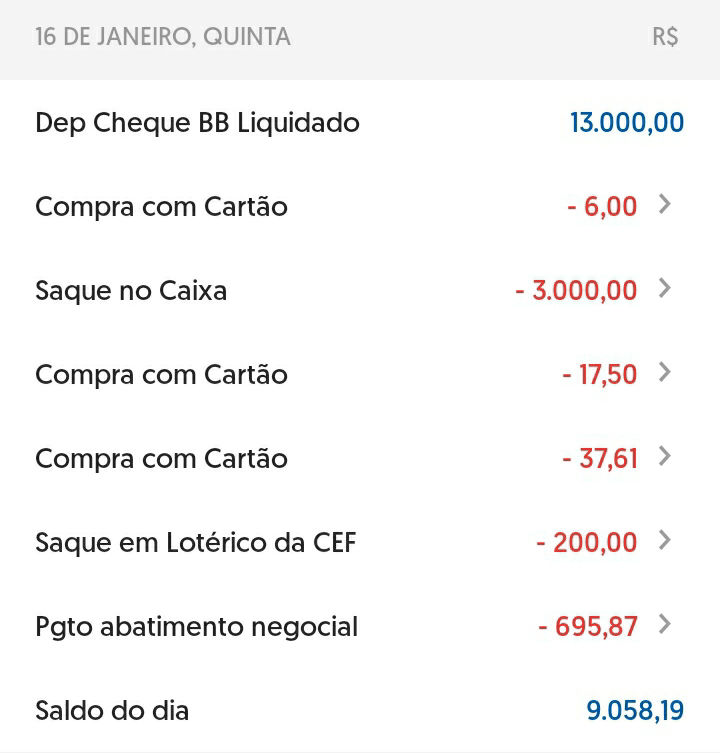 16 DE JANEIRO, QUINTA R$
Dep Cheque BB Liquidado 13.000,00
Compra com Cartão - 6,00
Saque no Caixa - 3.000,00
Compra com Cartão - 17,50
Compra com Cartão - 37,61
Saque em Lotérico da CEF - 200,00
Pgto abatimento negocial - 695,87
Saldo do dia 9.058,19